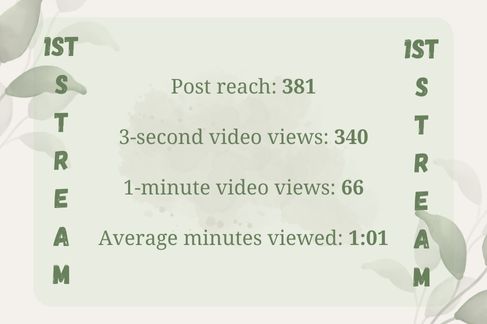 1ST
STREAM
Post reach: 381
3-second video views: 340
1-minute video views: 66
Average minutes viewed: 1:01
1ST
STREAM